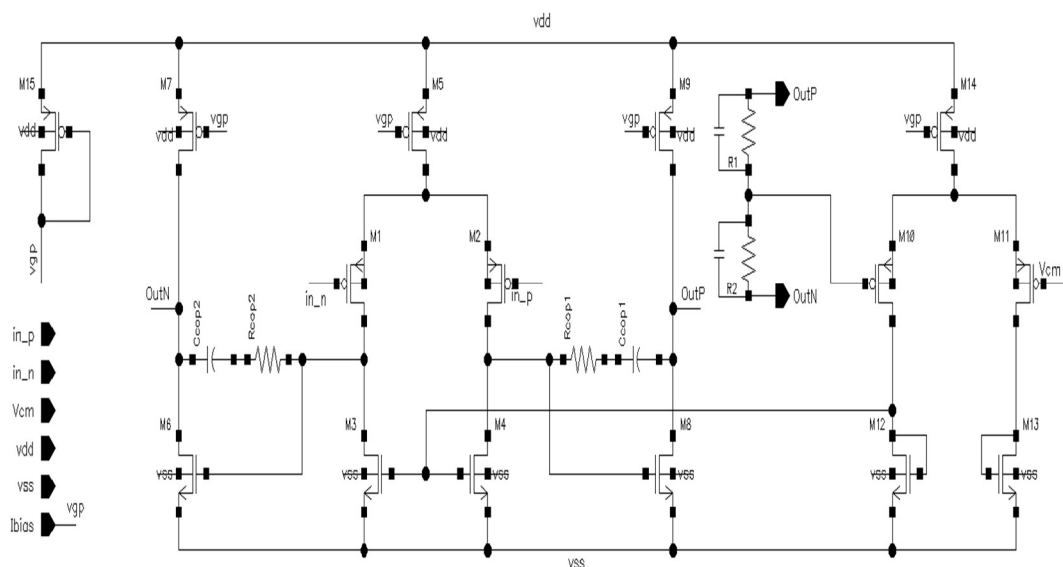 vdd
M15
M7
M5
M9
M14
vdd
vdd
vgp
vgp
vdd
vgp
vdd
vgp
vdd
OutP
R1
R2
OutN
vgp
M1
M2
M10
M11
in_n
in_p
Vcm
OutN
OutP
Ccop2
Rcop2
Rcop1
Ccop1
in_p
in_n
Vcm
vdd
vss
Ibias
vgp
M6
M3
M4
M8
M12
M13
vss
vss
vss
vss
vss
vss
vss